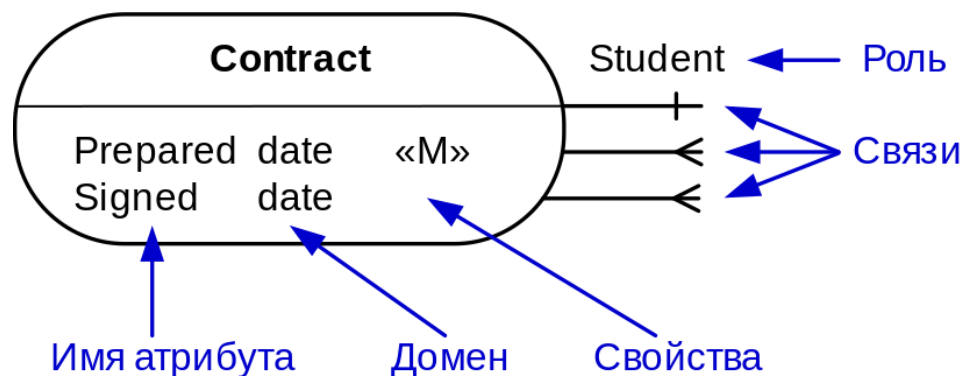 Contract
Student
Роль
Prepared date «M»
Связи
Signed date
Имя атрибута
Домен
Свойства